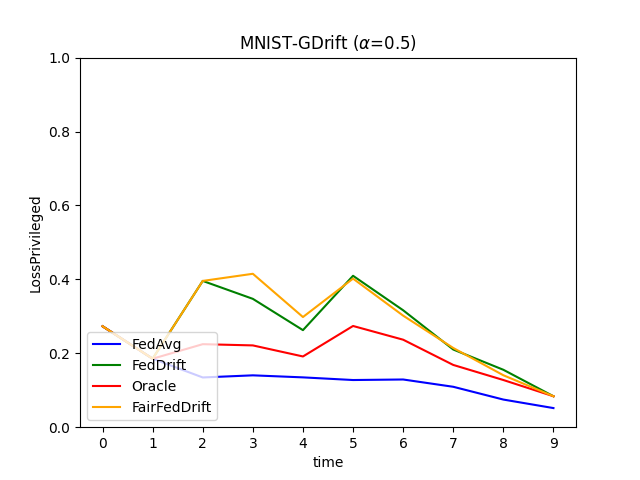 MNIST-GDrift (α=0.5)
LossPrivileged
1.0
0.8
0.6
0.4
0.2
0.0
FedAvg
FedDrift
Oracle
FairFedDrift
0 1 2 3 4 5 6 7 8 9
time